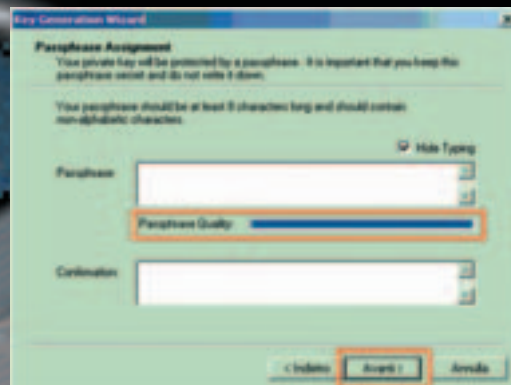 Key Generation Wizard
Passphrase Assignment
Your private key will be protected by a passphrase. It is important that you keep this
passphrase secret and do not write it down.
Your passphrase should be at least 8 characters long and should contain
non-alphabetic characters.
Hide Typing
Passphrase:
Passphrase Quality:
Confirmation:
< Indietro
Avanti >
Annulla